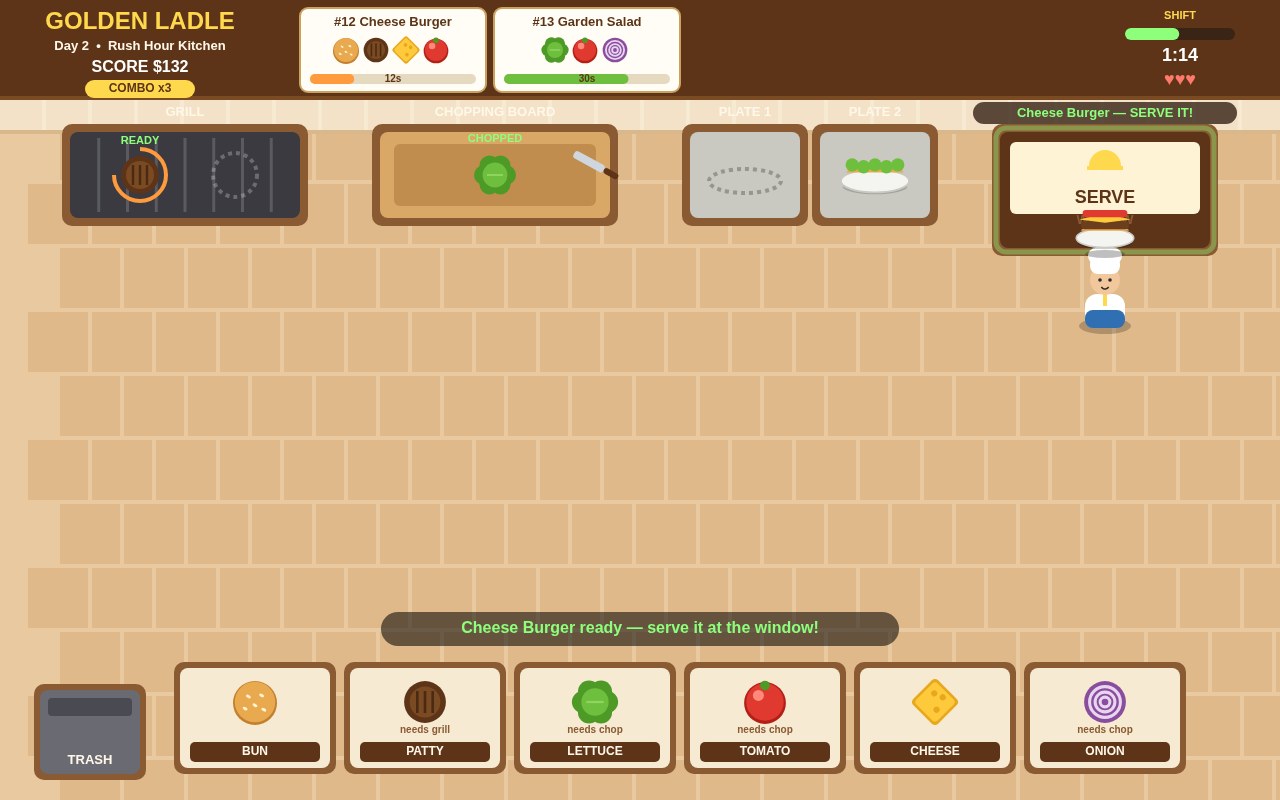 GOLDEN LADLE
Day 2 • Rush Hour Kitchen
SCORE $132
COMBO x3
#12 Cheese Burger
12s
#13 Garden Salad
30s
SHIFT
1:14
♥♥♥
GRILL
CHOPPING BOARD
PLATE 1
PLATE 2
Cheese Burger — SERVE IT!
READY
CHOPPED
SERVE
Cheese Burger ready — serve it at the window!
TRASH
BUN
needs grill
PATTY
needs chop
LETTUCE
needs chop
TOMATO
CHEESE
needs chop
ONION